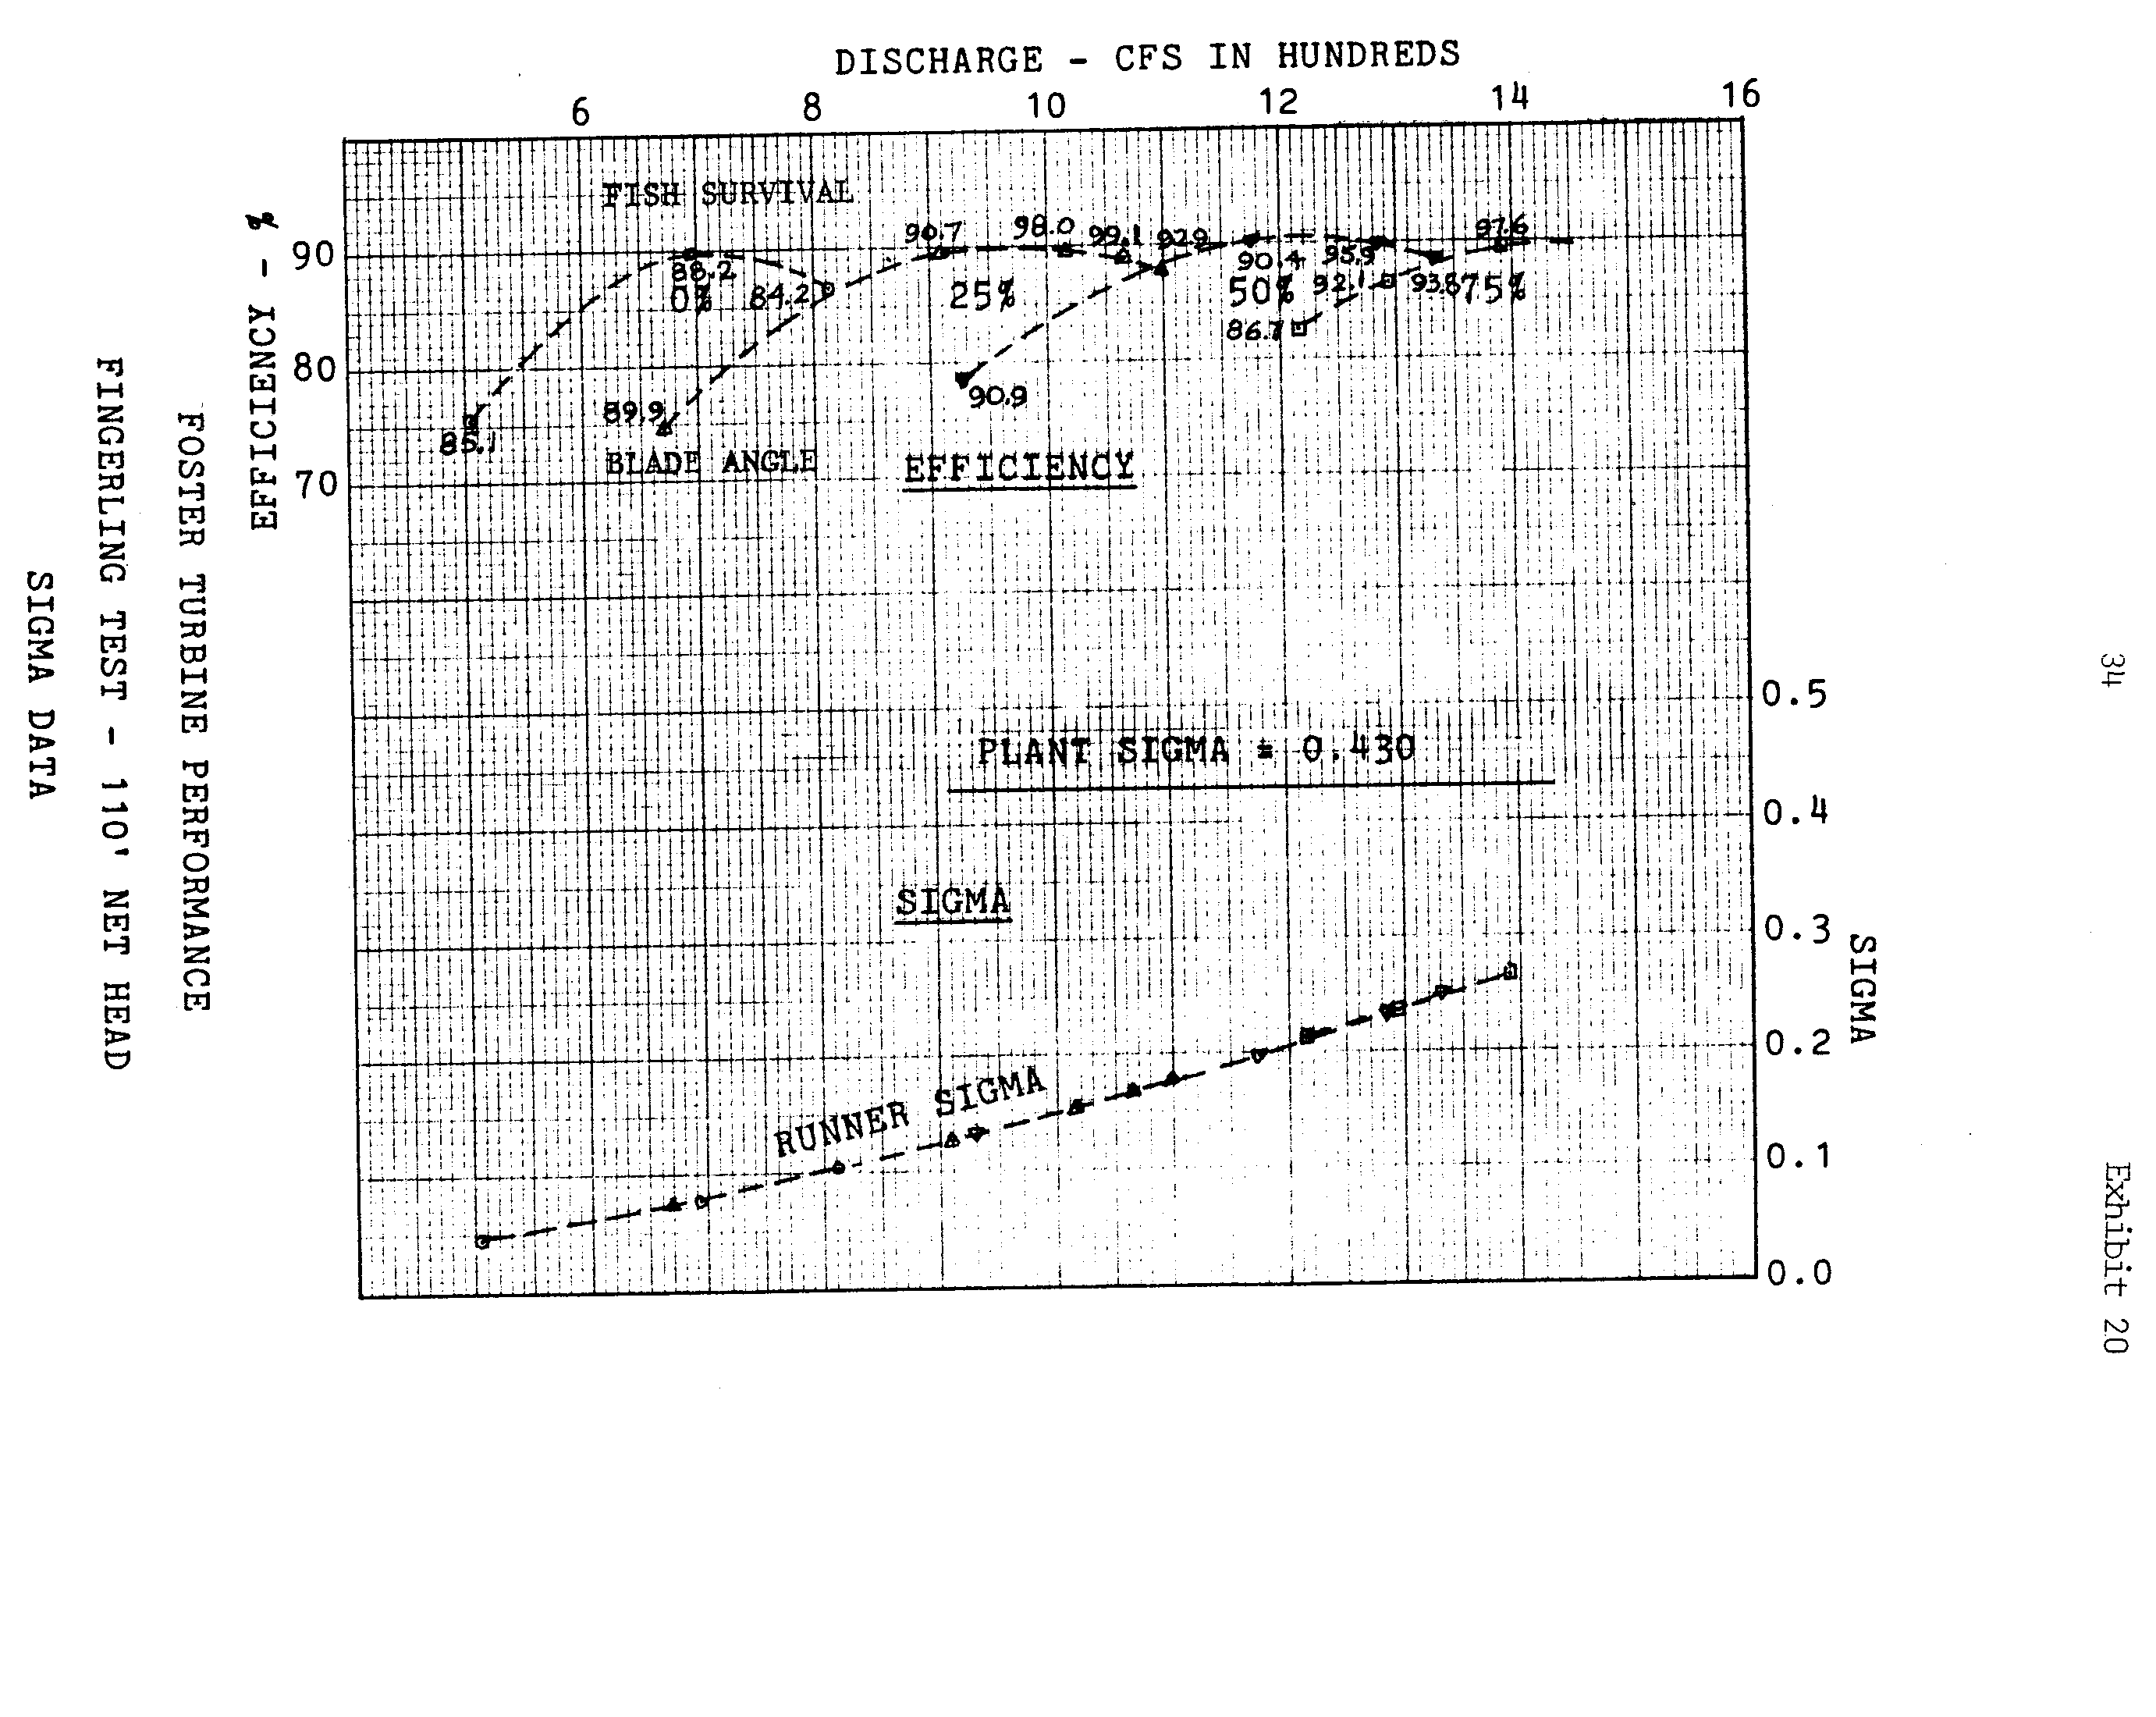 DISCHARGE - CFS IN HUNDREDS
6 8 10 12 14 16
FISH SURVIVAL
90.7 98.0 99.1 92.9 97.6
90
88.2 90.4 95.9
0% 84.2 25% 50% 92.1 93.8 75%
86.7
80
90.9
89.9
85.1
BLADE ANGLE EFFICIENCY
70
EFFICIENCY - %
FOSTER TURBINE PERFORMANCE
FINGERLING TEST - 110' NET HEAD
SIGMA DATA
0.5
PLANT SIGMA = 0.430
0.4
SIGMA
0.3
SIGMA
0.2
RUNNER SIGMA
0.1
0.0
34
Exhibit 20